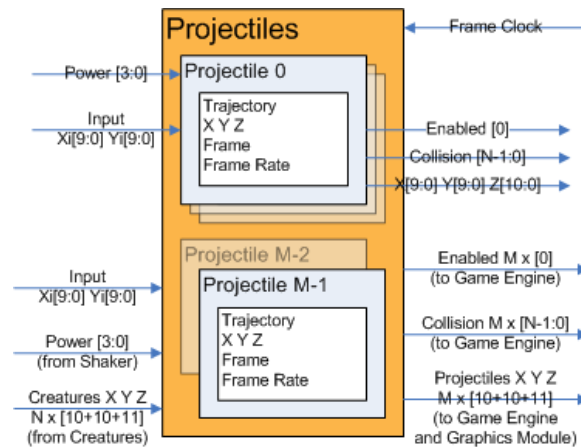 Projectiles
Frame Clock
Power [3:0]
Projectile 0
Input
Xi[9:0] Yi[9:0]
Trajectory
X Y Z
Frame
Frame Rate
Enabled [0]
Collision [N-1:0]
X[9:0] Y[9:0] Z[10:0]
Projectile M-2
Input
Xi[9:0] Yi[9:0]
Projectile M-1
Enabled M x [0]
(to Game Engine)
Power [3:0]
(from Shaker)
Trajectory
X Y Z
Frame
Frame Rate
Collision M x [N-1:0]
(to Game Engine)
Creatures X Y Z
N x [10+10+11]
(from Creatures)
Projectiles X Y Z
M x [10+10+11]
(to Game Engine
and Graphics Module)